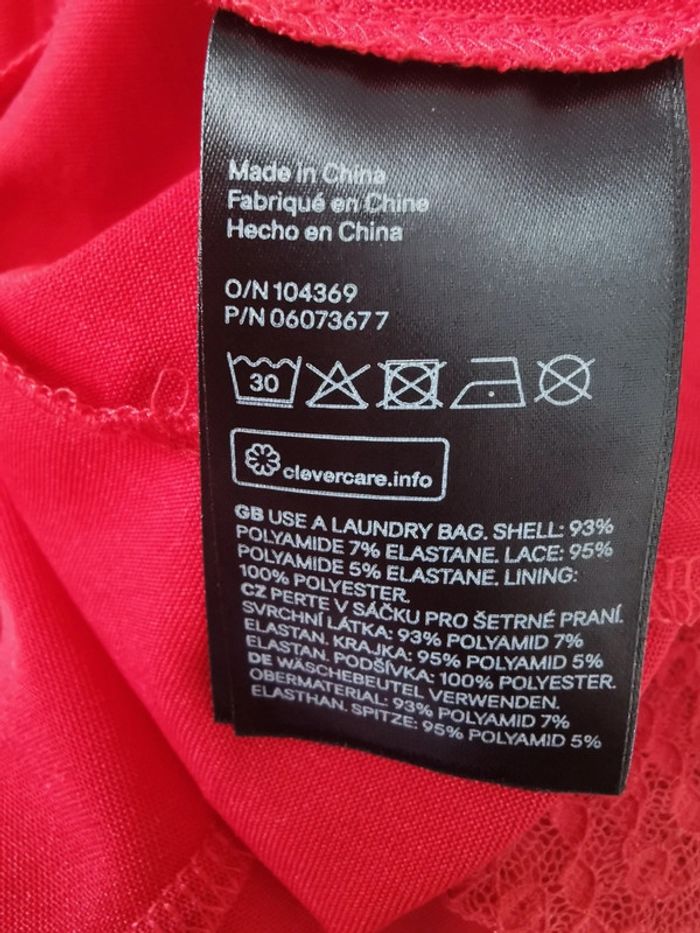 Made in China
Fabriqué en Chine
Hecho en China
O/N 104369
P/N 0607367 7
30
clevercare.info
GB USE A LAUNDRY BAG. SHELL: 93%
POLYAMIDE 7% ELASTANE. LACE: 95%
POLYAMIDE 5% ELASTANE. LINING:
100% POLYESTER.
CZ PERTE V SÁČKU PRO ŠETRNÉ PRANÍ.
SVRCHNÍ LÁTKA: 93% POLYAMID 7%
ELASTAN. KRAJKA: 95% POLYAMID 5%
ELASTAN. PODŠÍVKA: 100% POLYESTER.
DE WÄSCHEBEUTEL VERWENDEN.
OBERMATERIAL: 93% POLYAMID 7%
ELASTHAN. SPITZE: 95% POLYAMID 5%